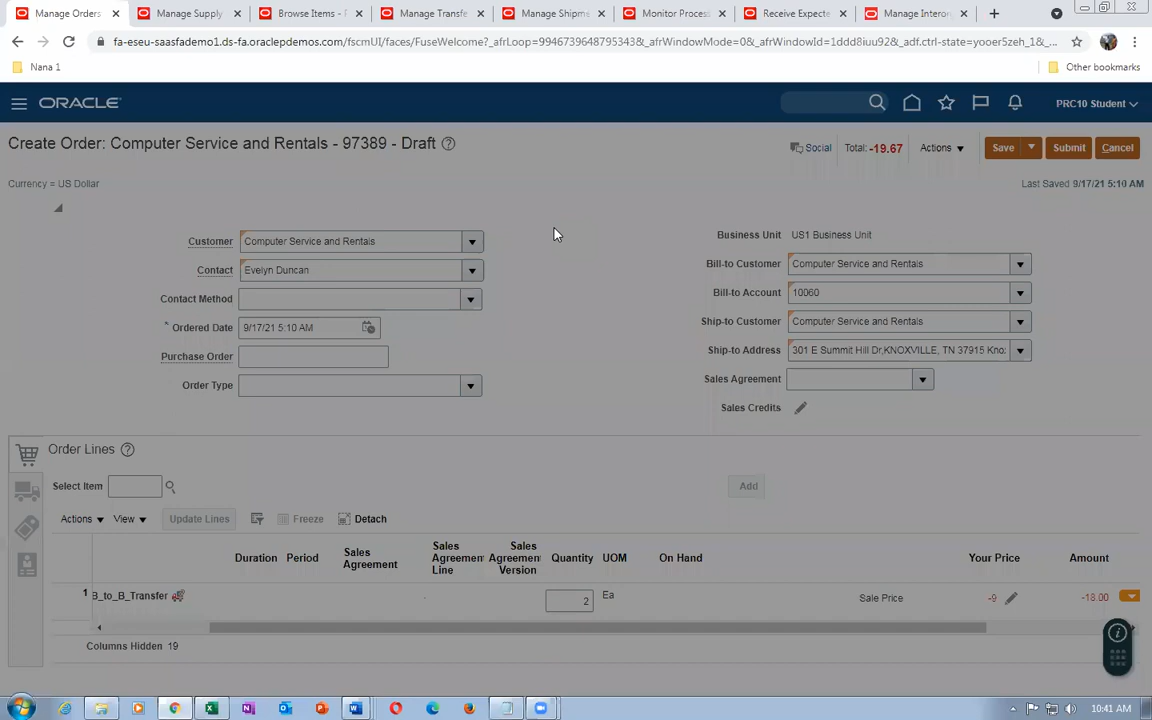 Manage Orders
Manage Supply
Browse Items - F
Manage Transfe
Manage Shipme
Monitor Process
Receive Expecte
Manage Interorg
fa-eseu-saasfademo1.ds-fa.oraclepdemos.com/fscmUI/faces/FuseWelcome?_afrLoop=99467396487953438&_afrWindowMode=0&_afrWindowId=1ddd8iuu92&_adf.ctrl-state=yooer5zeh_1&_...
Nana 1
Other bookmarks
ORACLE
PRC10 Student
Create Order: Computer Service and Rentals - 97389 - Draft
Social
Total: -19.67
Actions
Save
Submit
Cancel
Currency = US Dollar
Last Saved 9/17/21 5:10 AM
Customer Computer Service and Rentals
Contact Evelyn Duncan
Contact Method
* Ordered Date 9/17/21 5:10 AM
Purchase Order
Order Type
Business Unit US1 Business Unit
Bill-to Customer Computer Service and Rentals
Bill-to Account 10060
Ship-to Customer Computer Service and Rentals
Ship-to Address 301 E Summit Hill Dr,KNOXVILLE, TN 37915 Kno:
Sales Agreement
Sales Credits
Order Lines
Select Item
Add
Actions View Update Lines Freeze Detach
Duration
Period
Sales Agreement
Sales Agreement Line
Sales Agreement Version
Quantity
UOM
On Hand
Your Price
Amount
1 B_to_B_Transfer 2 Ea Sale Price -9 -18.00
Columns Hidden 19
10:41 AM